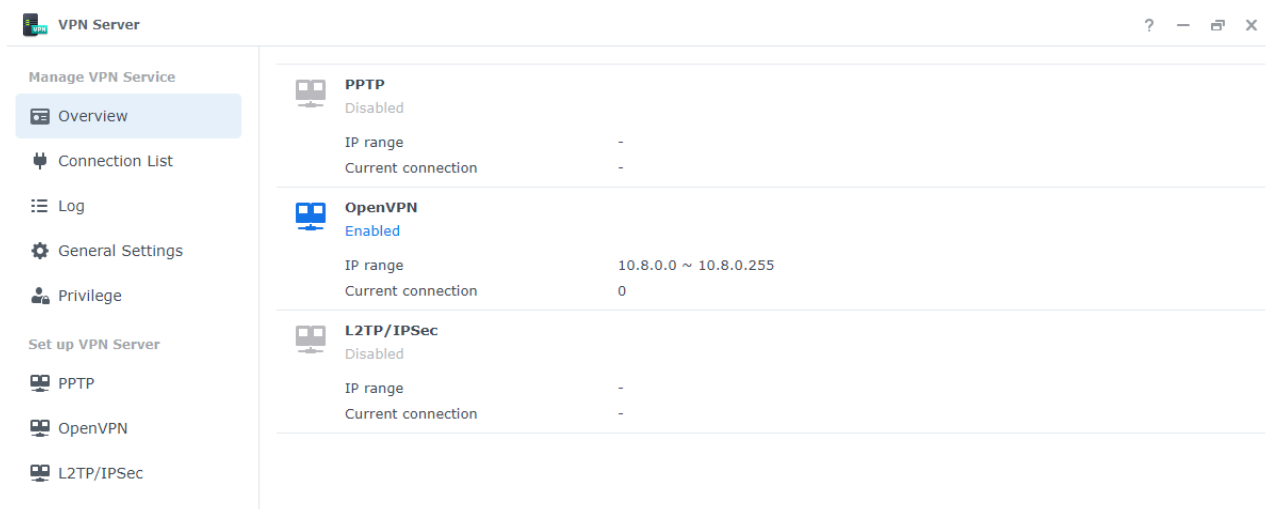 VPN Server
Manage VPN Service
Overview
Connection List
Log
General Settings
Privilege
Set up VPN Server
PPTP
OpenVPN
L2TP/IPSec
PPTP
Disabled
IP range -
Current connection -
OpenVPN
Enabled
IP range 10.8.0.0 ~ 10.8.0.255
Current connection 0
L2TP/IPSec
Disabled
IP range -
Current connection -